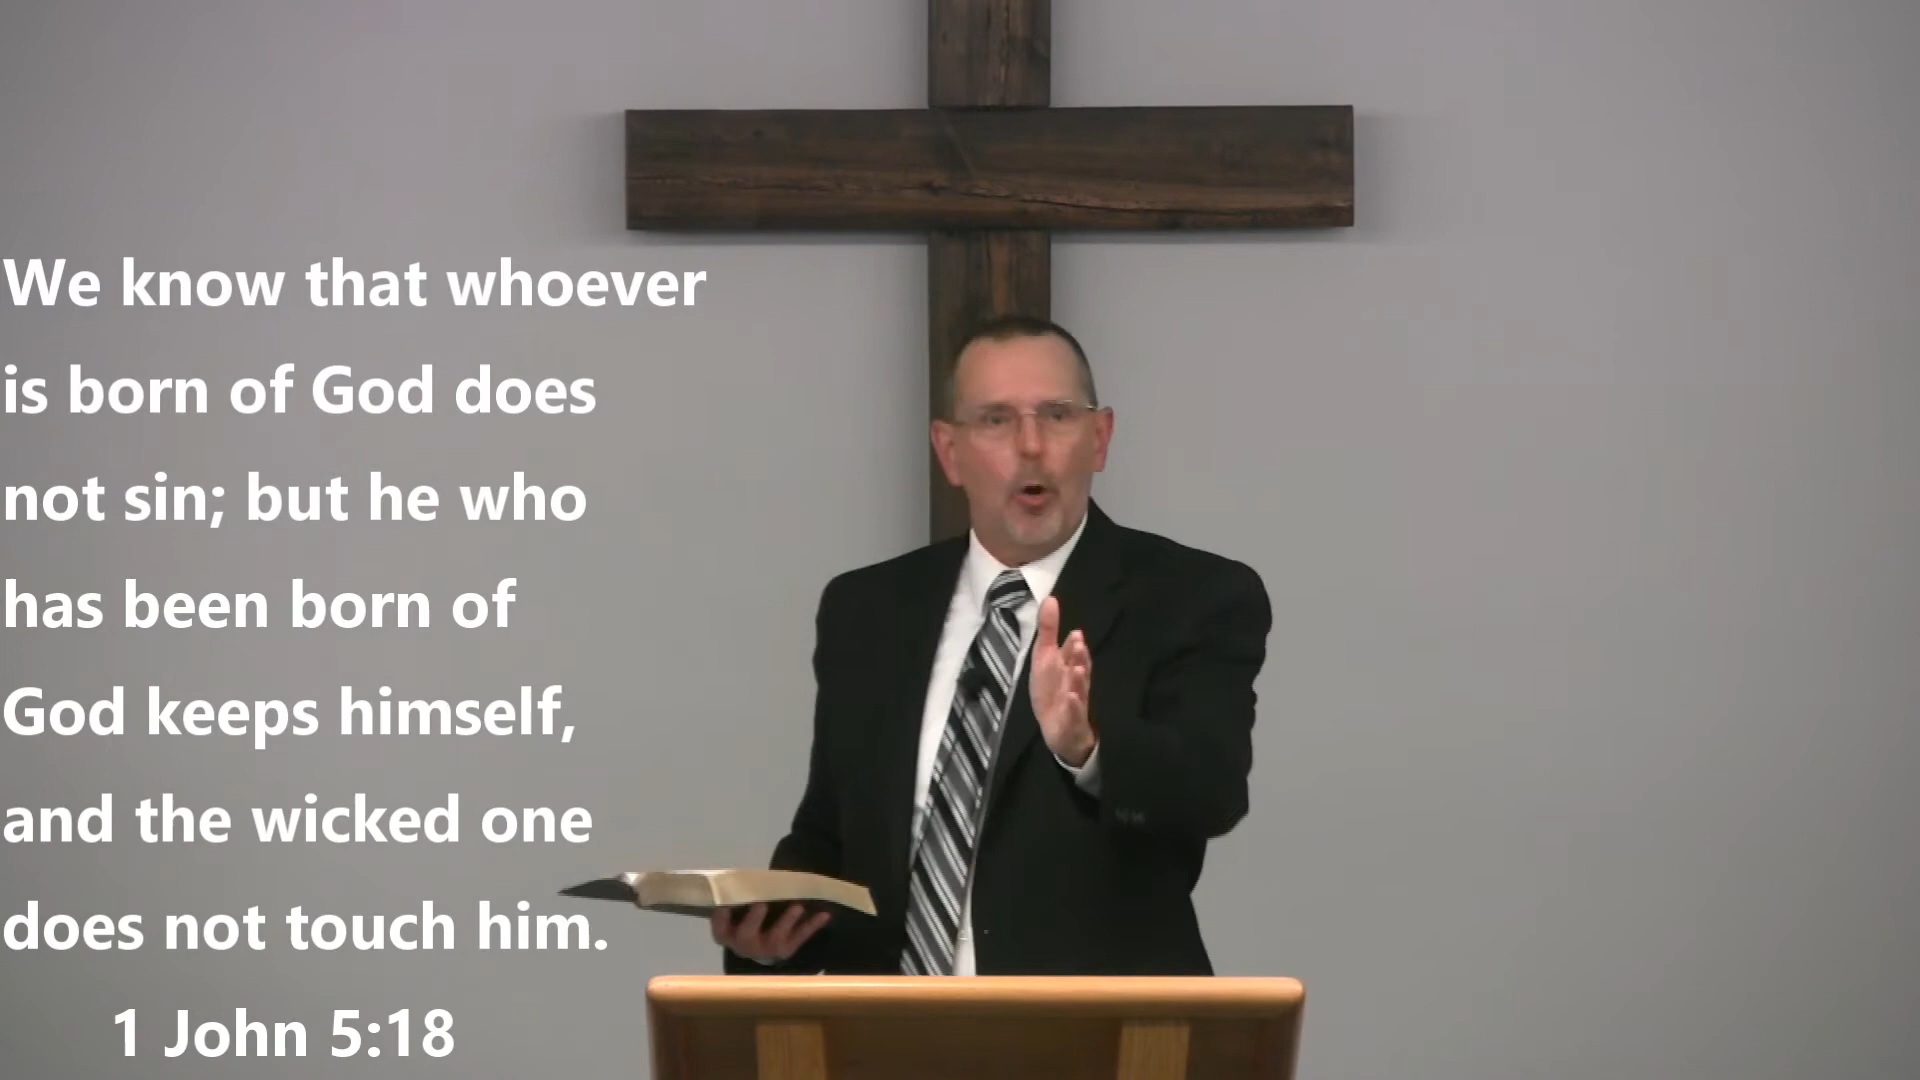 We know that whoever
is born of God does
not sin; but he who
has been born of
God keeps himself,
and the wicked one
does not touch him.
1 John 5:18